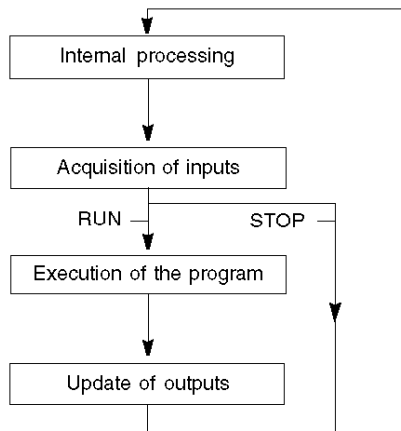 Internal processing
Acquisition of inputs
RUN
STOP
Execution of the program
Update of outputs